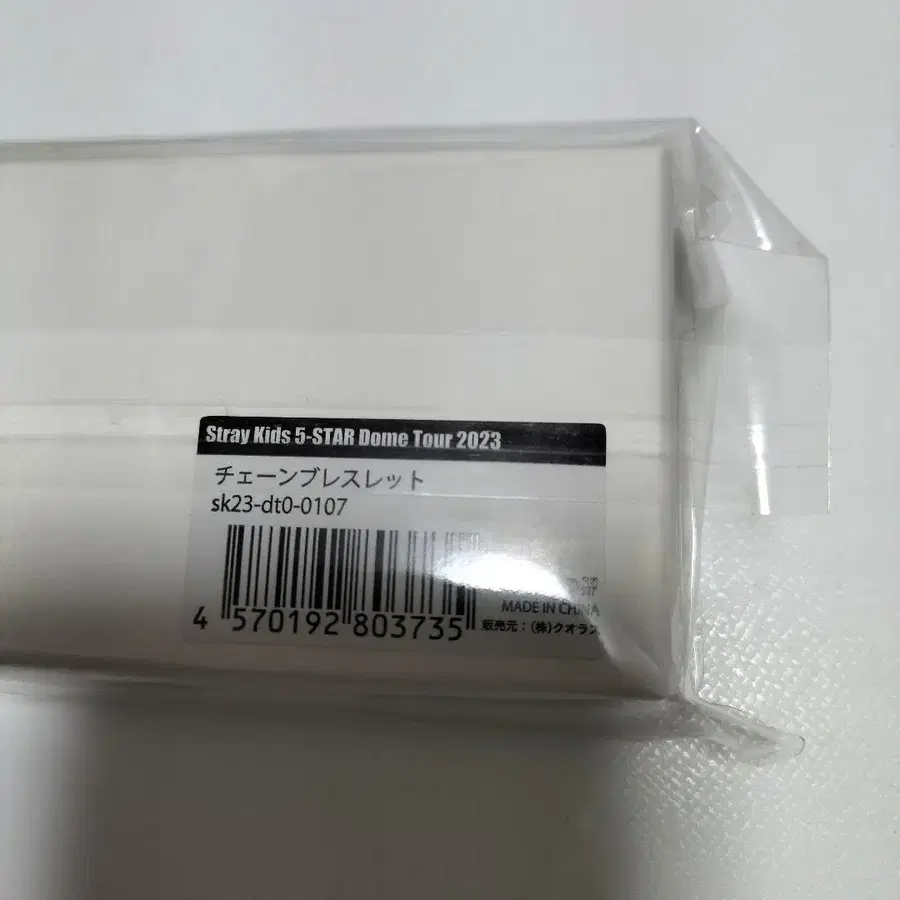 Stray Kids 5-STAR Dome Tour 2023
チェーンブレスレット
sk23-dt0-0107
MADE IN CHINA
4 570192 803735
販売元：(株)クオラス